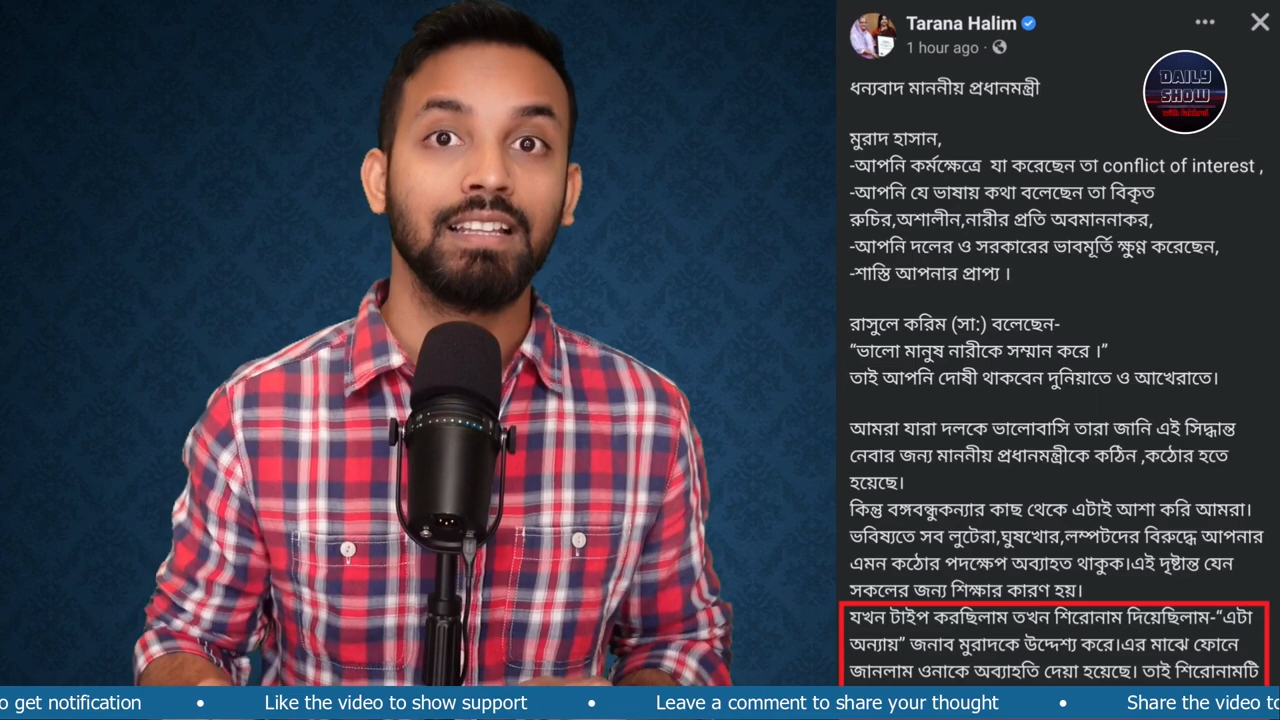 Tarana Halim
1 hour ago
DAILY
SHOW
ধন্যবাদ মাননীয় প্রধানমন্ত্রী
মুরাদ হাসান,
-আপনি কর্মক্ষেত্রে যা করেছেন তা conflict of interest ,
-আপনি যে ভাষায় কথা বলেছেন তা বিকৃত
রুচির,অশালীন,নারীর প্রতি অবমাননাকর,
-আপনি দলের ও সরকারের ভাবমূর্তি ক্ষুণ্ণ করেছেন,
-শাস্তি আপনার প্রাপ্য ।
রাসুলে করিম (সা:) বলেছেন-
“ভালো মানুষ নারীকে সম্মান করে ।”
তাই আপনি দোষী থাকবেন দুনিয়াতে ও আখেরাতে।
আমরা যারা দলকে ভালোবাসি তারা জানি এই সিদ্ধান্ত
নেবার জন্য মাননীয় প্রধানমন্ত্রীকে কঠিন ,কঠোর হতে
হয়েছে।
কিন্তু বঙ্গবন্ধুকন্যার কাছ থেকে এটাই আশা করি আমরা।
ভবিষ্যতে সব লুটেরা,ঘুষখোর,লম্পটদের বিরুদ্ধে আপনার
এমন কঠোর পদক্ষেপ অব্যাহত থাকুক।এই দৃষ্টান্ত যেন
সকলের জন্য শিক্ষার কারণ হয়।
যখন টাইপ করছিলাম তখন শিরোনাম দিয়েছিলাম-“এটা
অন্যায়” জনাব মুরাদকে উদ্দেশ্য করে।এর মাঝে ফোনে
জানলাম ওনাকে অব্যাহতি দেয়া হয়েছে। তাই শিরোনামটি
o get notification • Like the video to show support • Leave a comment to share your thought • Share the video to